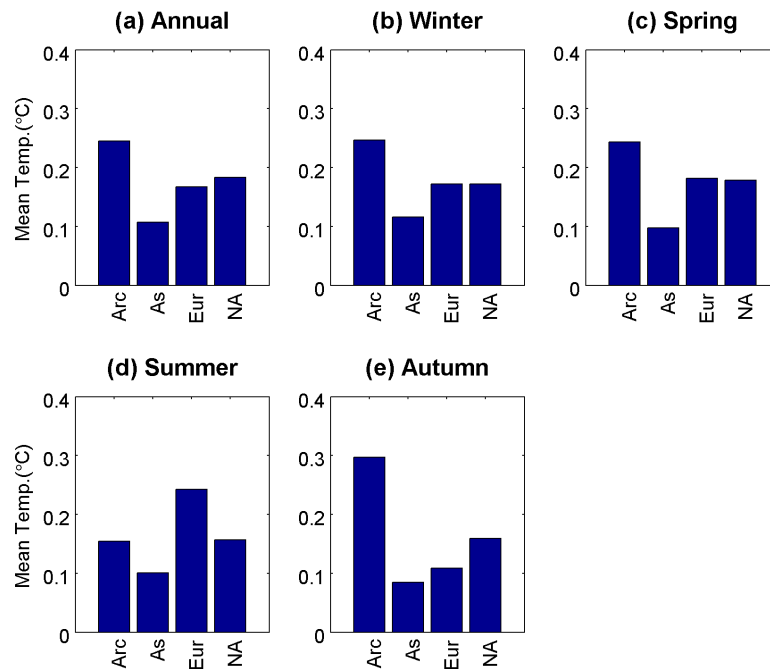 (a) Annual
(b) Winter
(c) Spring
Mean Temp.(°C)
0.4
0.3
0.2
0.1
0
Arc
As
Eur
NA
0.4
0.3
0.2
0.1
0
Arc
As
Eur
NA
0.4
0.3
0.2
0.1
0
Arc
As
Eur
NA
(d) Summer
(e) Autumn
Mean Temp.(°C)
0.4
0.3
0.2
0.1
0
Arc
As
Eur
NA
0.4
0.3
0.2
0.1
0
Arc
As
Eur
NA